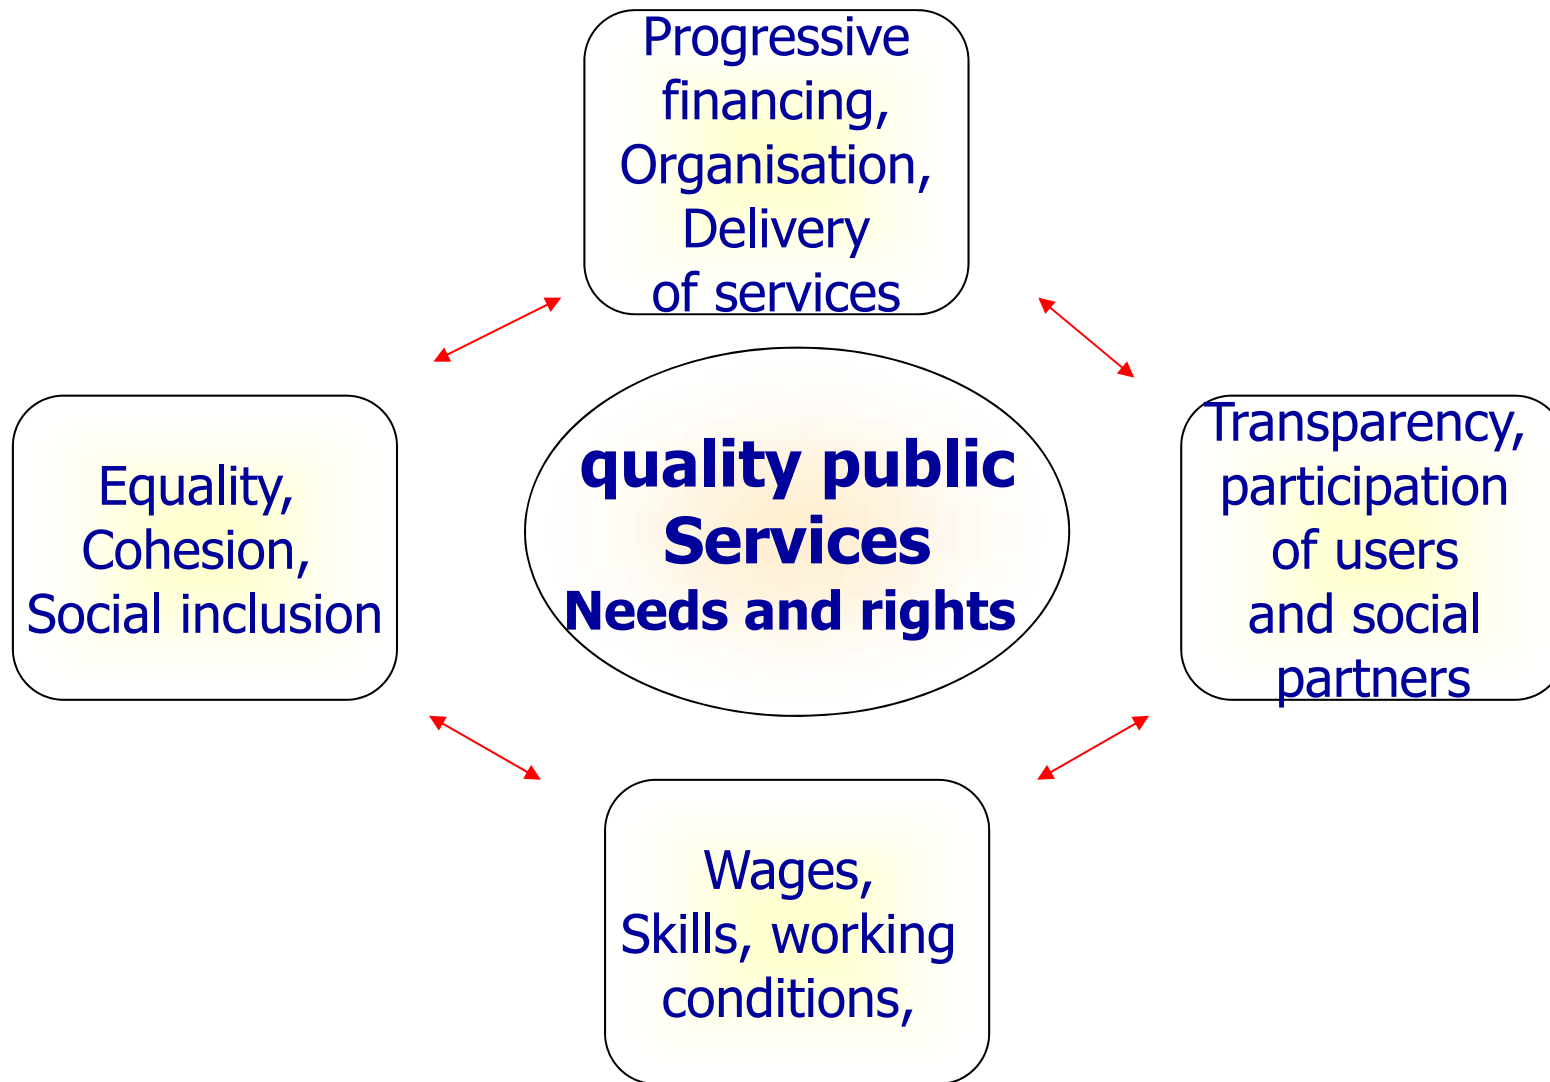 Progressive
financing,
Organisation,
Delivery
of services
Equality,
Cohesion,
Social inclusion
quality public
Services
Needs and rights
Transparency,
participation
of users
and social
partners
Wages,
Skills, working
conditions,